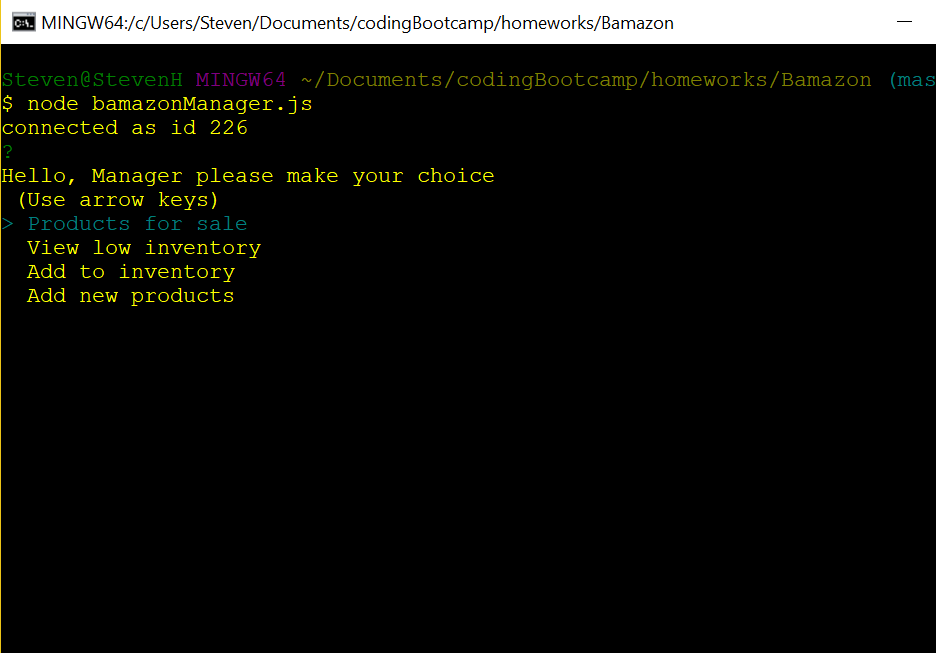 MINGW64:/c/Users/Steven/Documents/codingBootcamp/homeworks/Bamazon
Steven@StevenH MINGW64 ~/Documents/codingBootcamp/homeworks/Bamazon (mas
$ node bamazonManager.js
connected as id 226
?
Hello, Manager please make your choice
(Use arrow keys)
> Products for sale
View low inventory
Add to inventory
Add new products